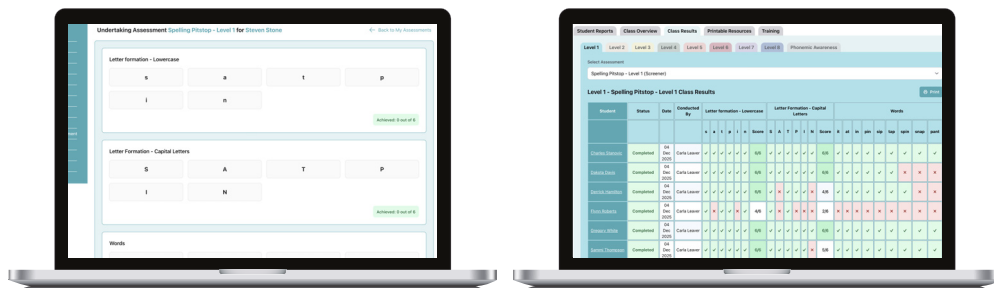 Undertaking Assessment Spelling Pitstop - Level 1 for Steven Stone
Back to My Assessments
Letter formation - Lowercase
s a t p
i n
Achieved: 0 out of 6
Letter Formation - Capital Letters
S A T P
I N
Achieved: 0 out of 6
Words
Student Reports Class Overview Class Results Printable Resources Training
Level 1 Level 2 Level 3 Level 4 Level 5 Level 6 Level 7 Level 8 Phonemic Awareness
Select Assessment
Spelling Pitstop - Level 1 (Screener)
Level 1 - Spelling Pitstop - Level 1 Class Results
Print
Student Status Date Conducted By Letter formation - Lowercase Letter Formation - Capital Letters Words
s a t p i n Score S A T P I N Score it at in pin sip tap spin snap pant
Completed 04 Dec 2025 Carla Leaver ✓ ✓ ✓ ✓ ✓ ✓ 6/6 ✓ ✓ ✓ ✓ ✓ ✓ 6/6 ✓ ✓ ✓ ✓ ✓ ✓ ✓ ✓ ✓
Dakota Davis Completed 04 Dec 2025 Carla Leaver ✓ ✓ ✓ ✓ ✓ ✓ 6/6 ✓ ✓ ✓ ✓ ✓ ✓ 6/6 ✓ ✓ ✓ ✓ ✓ ✓ × × ×
Completed 04 Dec 2025 Carla Leaver ✓ ✓ ✓ ✓ ✓ ✓ 6/6 ✓ × ✓ ✓ ✓ × 4/6 ✓ ✓ ✓ ✓ ✓ ✓ ✓ × ×
Completed 04 Dec 2025 Carla Leaver ✓ × ✓ ✓ × ✓ 4/6 ✓ × ✓ × × × 2/6 × × × × × × × × ×
Completed 04 Dec 2025 Carla Leaver ✓ ✓ ✓ ✓ ✓ ✓ 6/6 ✓ ✓ ✓ ✓ ✓ ✓ 6/6 ✓ ✓ ✓ ✓ ✓ ✓ ✓ ✓ ✓
Sammi Thompson Completed 04 Dec 2025 Carla Leaver ✓ ✓ ✓ ✓ ✓ ✓ 6/6 ✓ ✓ ✓ ✓ ✓ × 5/6 ✓ ✓ ✓ ✓ ✓ ✓ ✓ × ✓